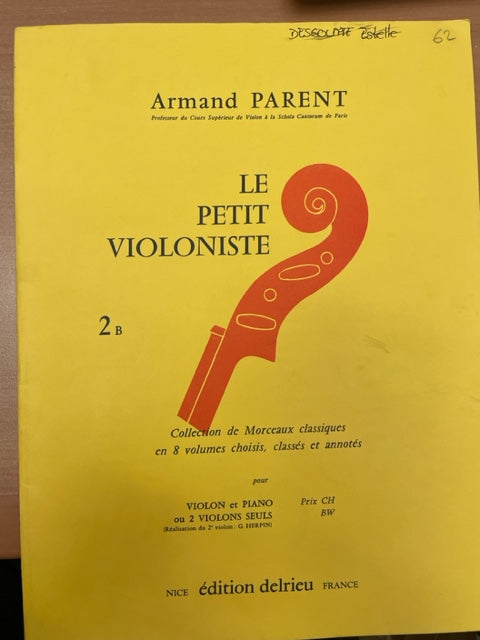 Estelle 62
Armand PARENT
Professeur du Cours Supérieur de Violon à la Schola Cantorum de Paris
LE
PETIT
VIOLONISTE
2 B
Collection de Morceaux classiques
en 8 volumes choisis, classés et annotés
pour
VIOLON et PIANO Prix CH
ou 2 VIOLONS SEULS BW
(Réalisation du 2e violon : G. HERPIN)
NICE édition delrieu FRANCE